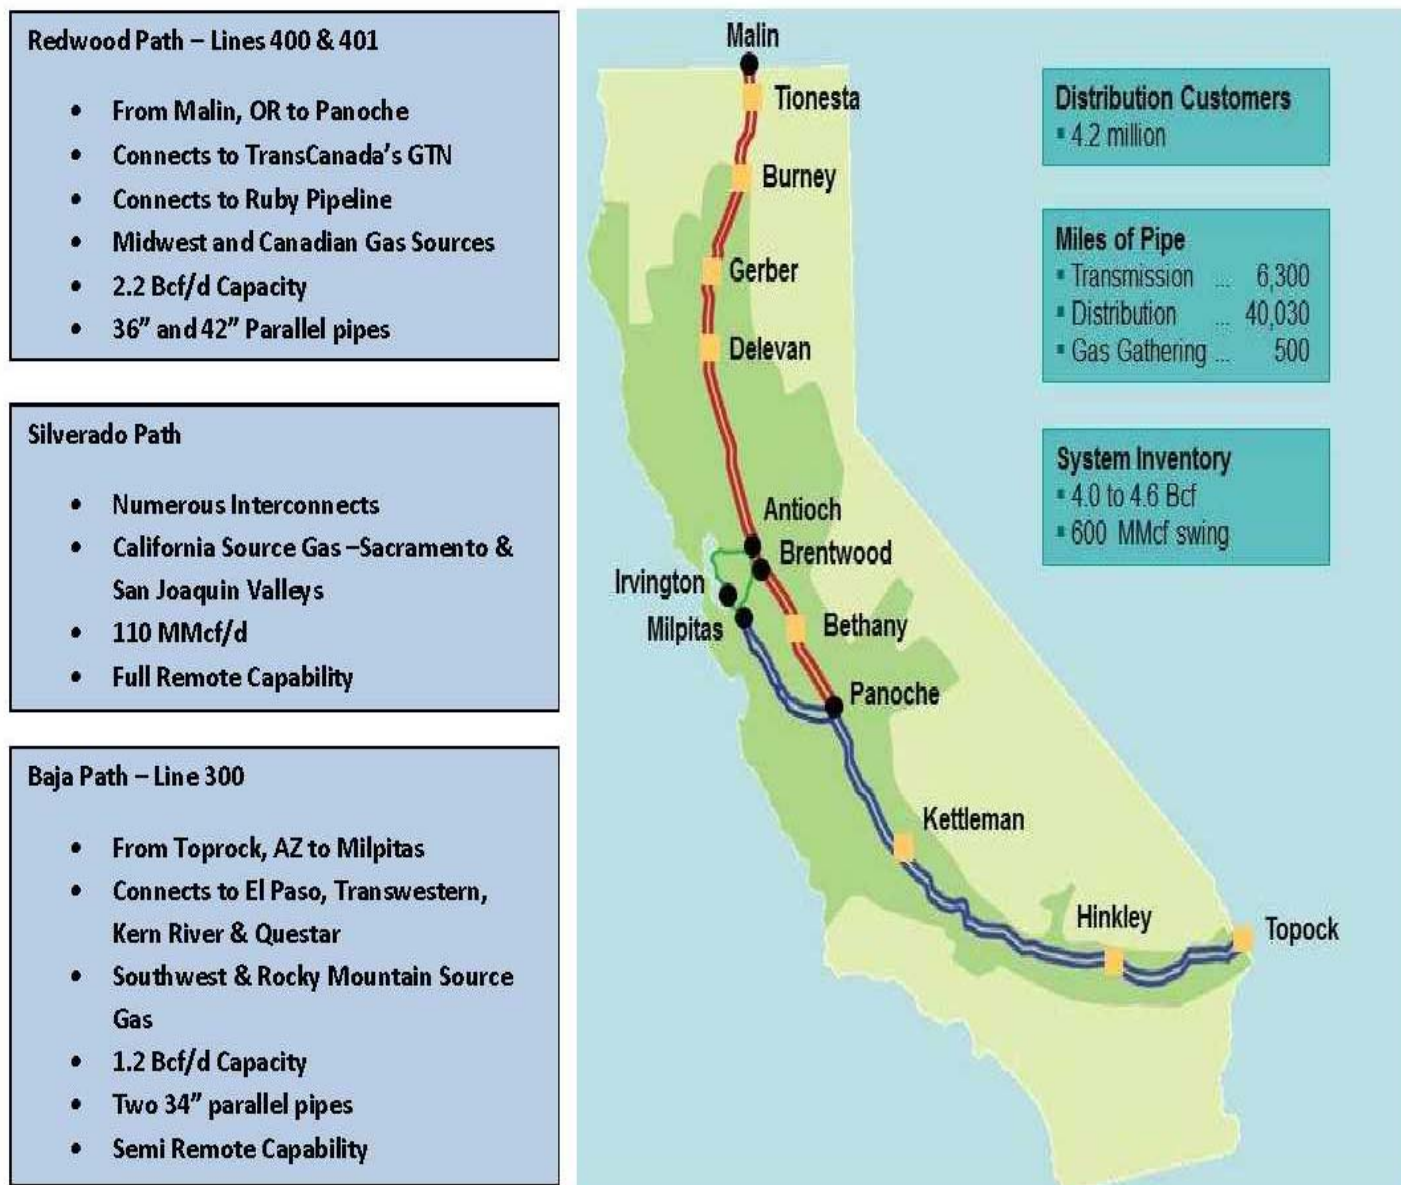 Redwood Path – Lines 400 & 401
• From Malin, OR to Panoche
• Connects to TransCanada's GTN
• Connects to Ruby Pipeline
• Midwest and Canadian Gas Sources
• 2.2 Bcf/d Capacity
• 36" and 42" Parallel pipes
Silverado Path
• Numerous Interconnects
• California Source Gas –Sacramento &
San Joaquin Valleys
• 110 MMcf/d
• Full Remote Capability
Baja Path – Line 300
• From Toprock, AZ to Milpitas
• Connects to El Paso, Transwestern,
Kern River & Questar
• Southwest & Rocky Mountain Source
Gas
• 1.2 Bcf/d Capacity
• Two 34" parallel pipes
• Semi Remote Capability
Malin
Tionesta
Burney
Gerber
Delevan
Antioch
Brentwood
Irvington
Milpitas
Bethany
Panoche
Kettleman
Hinkley
Topock
Distribution Customers
▪ 4.2 million
Miles of Pipe
▪ Transmission ... 6,300
▪ Distribution ... 40,030
▪ Gas Gathering ... 500
System Inventory
▪ 4.0 to 4.6 Bcf
▪ 600 MMcf swing